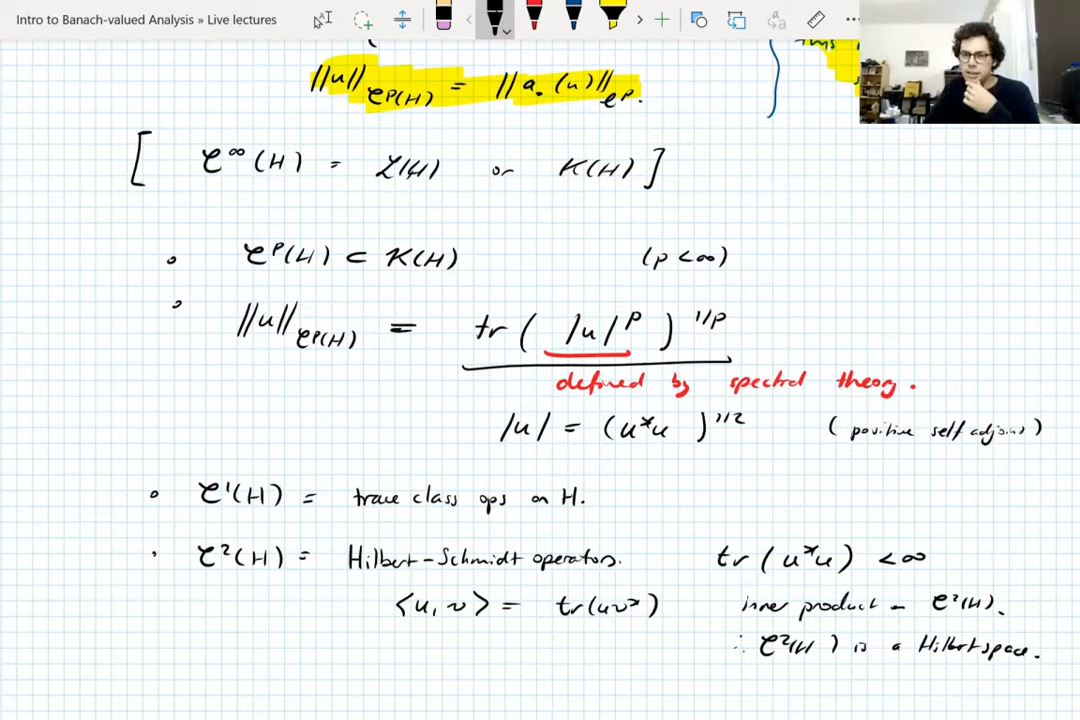 Intro to Banach-valued Analysis » Live lectures
‖u‖_{𝒞^p(H)} = ‖a.(u)‖_{ℓ^p}.
[ 𝒞^∞(H) = ℒ(H) or K(H) ]
∘ 𝒞^p(H) ⊂ K(H) (p < ∞)
∘ ‖u‖_{𝒞^p(H)} = tr( |u|^p )^{1/p}
defined by spectral theory.
|u| = (u*u)^{1/2} (positive self adjoint)
∘ 𝒞^1(H) = trace class ops on H.
∘ 𝒞^2(H) = Hilbert-Schmidt operators. tr(u*u) < ∞
<u, v> = tr(uv*) inner product on 𝒞^2(H).
∴ 𝒞^2(H) is a Hilbert space.